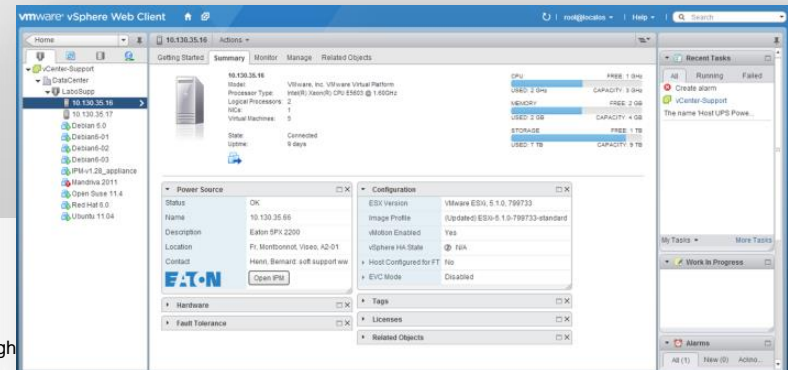 vmware® vSphere Web Client
root@localos
Help
Search
Home
10.130.35.16
Actions
vCenter-Support
DataCenter
LaboSupp
10.130.35.16
10.130.35.17
Debian 6.0
Debian6-01
Debian6-02
Debian6-03
IPM-v1.28_appliance
Mandriva 2011
Open Suse 11.4
Red Hat 6.0
Ubuntu 11.04
Getting Started Summary Monitor Manage Related Objects
10.130.35.16
Model: VMware, Inc. VMware Virtual Platform
Processor Type: Intel(R) Xeon(R) CPU E5603 @ 1.60GHz
Logical Processors: 2
NICs: 1
Virtual Machines: 5
State: Connected
Uptime: 9 days
CPU FREE: 1 GHz
USED: 2 GHz CAPACITY: 3 GHz
MEMORY FREE: 2 GB
USED: 2 GB CAPACITY: 4 GB
STORAGE FREE: 1 TB
USED: 7 TB CAPACITY: 9 TB
Power Source
Status OK
Name 10.130.35.66
Description Eaton 5PX 2200
Location Fr, Montbonnot, Viseo, A2-01
Contact Henri, Bernard: soft support ww
EATON
Open IPM
Hardware
Fault Tolerance
Configuration
ESX Version VMware ESXi, 5.1.0, 799733
Image Profile (Updated) ESXi-5.1.0-799733-standard
vMotion Enabled Yes
vSphere HA State N/A
Host Configured for FT No
EVC Mode Disabled
Tags
Licenses
Related Objects
Recent Tasks
All Running Failed
Create alarm
vCenter-Support
The name 'Host UPS Powe...
My Tasks
More Tasks
Work In Progress
Alarms
All (1) New (0) Ackno...
gh